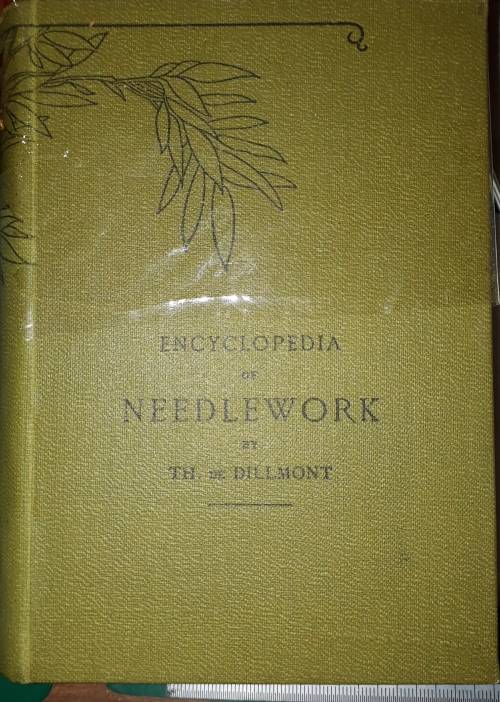 ENCYCLOPEDIA
OF
NEEDLEWORK
BY
TH. DE DILLMONT